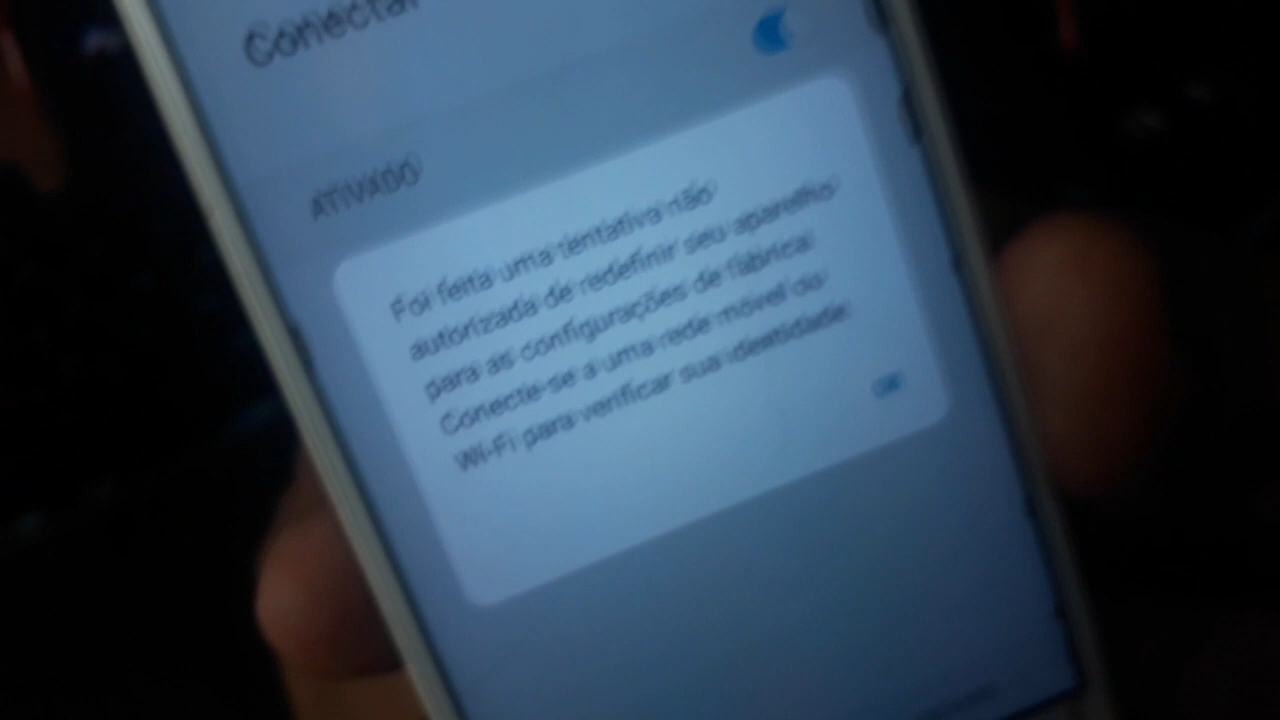 Conectar
ATIVADO
Foi feita uma tentativa não
autorizada de redefinir seu aparelho
para as configurações de fábrica.
Conecte-se a uma rede móvel ou
Wi-Fi para verificar sua identidade.
OK